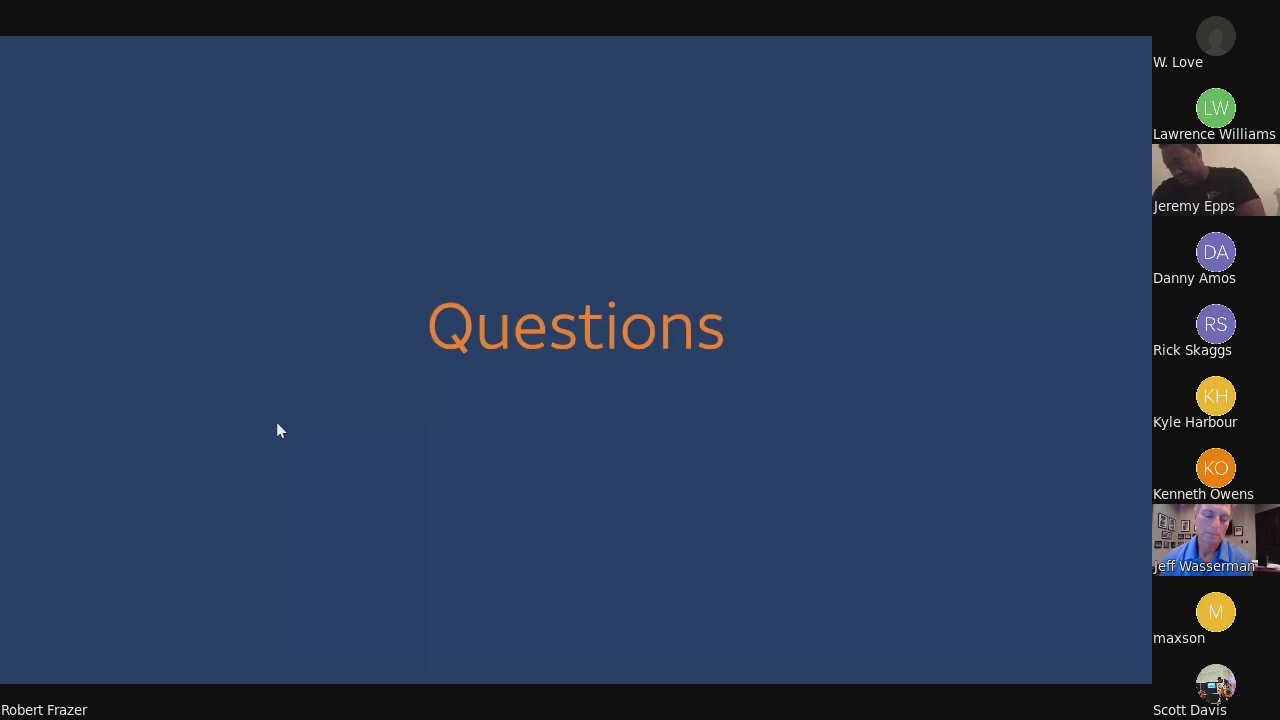 Questions
W. Love
LW
Lawrence Williams
Jeremy Epps
DA
Danny Amos
RS
Rick Skaggs
KH
Kyle Harbour
KO
Kenneth Owens
Jeff Wasserman
M
maxson
Scott Davis
Robert Frazer